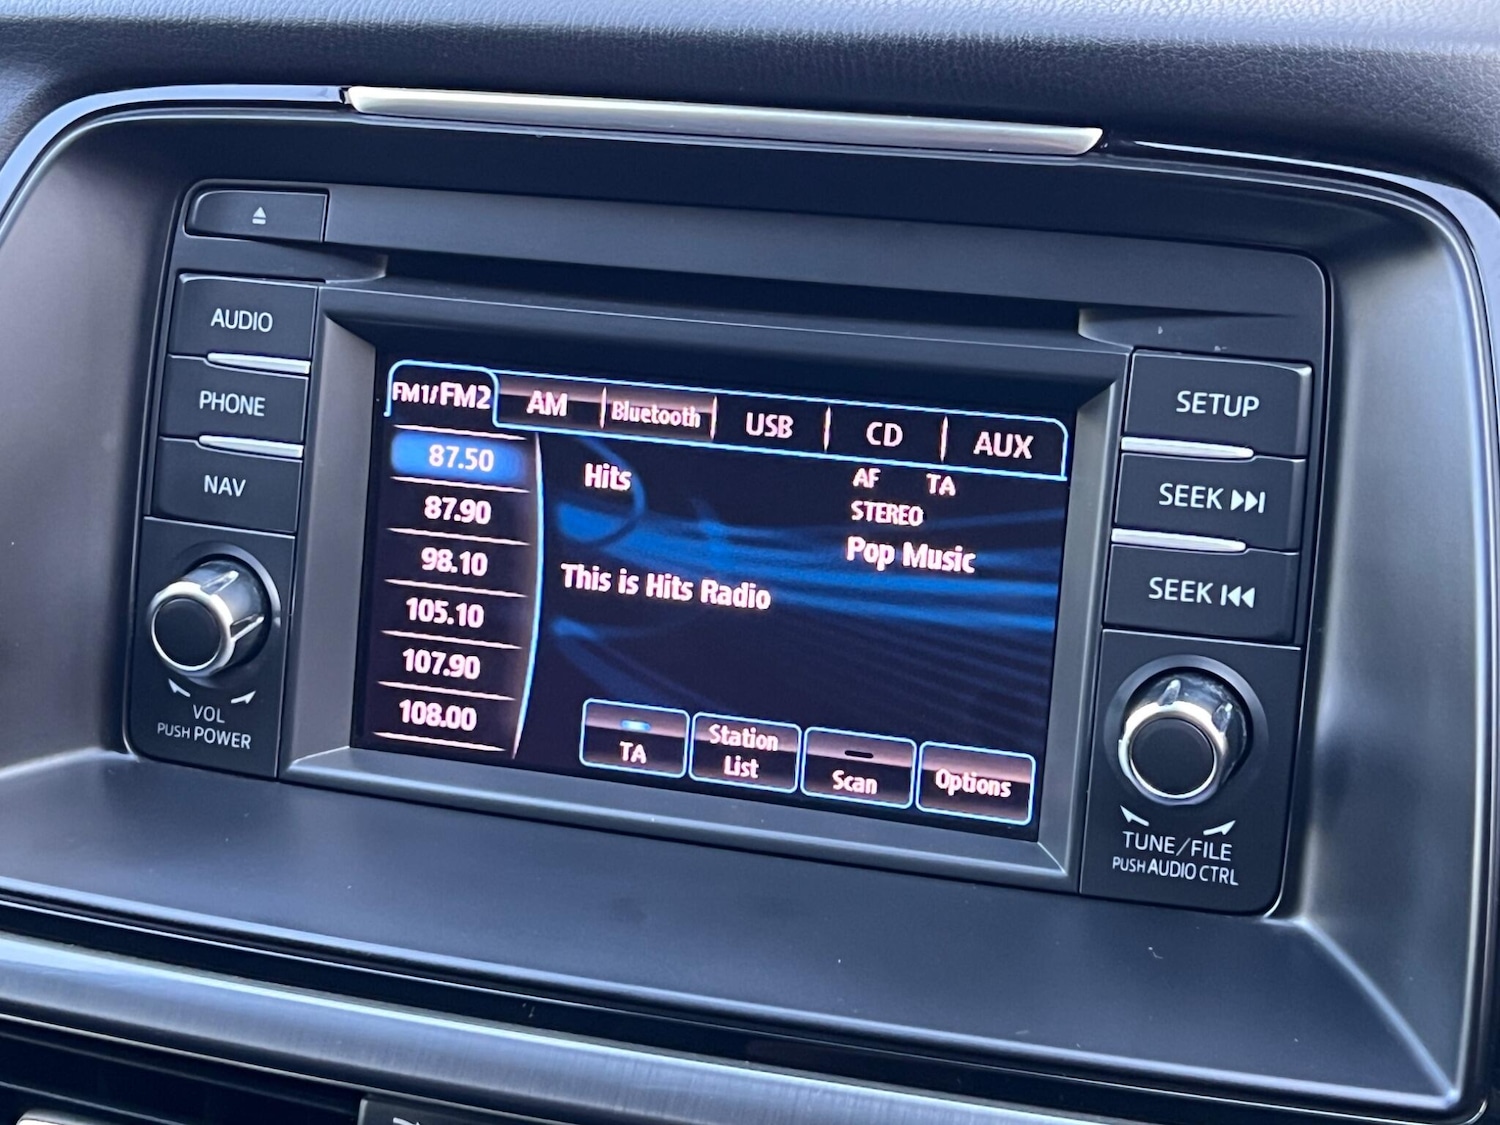 AUDIO
PHONE
NAV
VOL
PUSH POWER
FM1/FM2 AM Bluetooth USB CD AUX
87.50
87.90
98.10
105.10
107.90
108.00
Hits
AF TA
STEREO
Pop Music
This is Hits Radio
TA
Station
List
Scan
Options
SETUP
SEEK
SEEK
TUNE/FILE
PUSH AUDIO CTRL